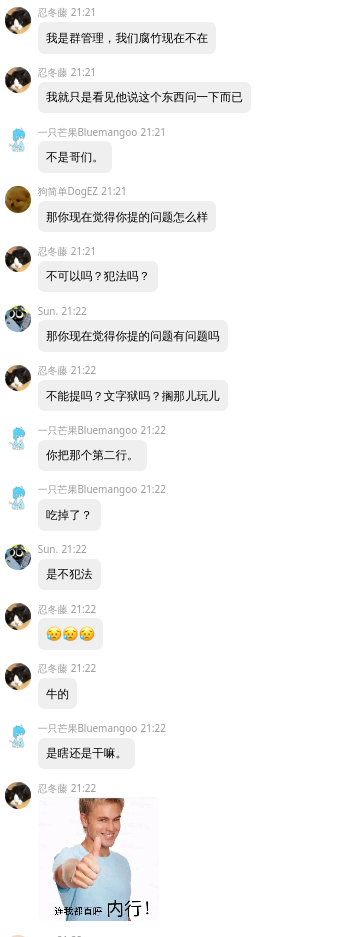 忍冬藤 21:21
我是群管理，我们腐竹现在不在
忍冬藤 21:21
我就只是看见他说这个东西问一下而已
一只芒果Bluemangoo 21:21
不是哥们。
狗简单DogEZ 21:21
那你现在觉得你提的问题怎么样
忍冬藤 21:21
不可以吗？犯法吗？
Sun. 21:22
那你现在觉得你提的问题有问题吗
忍冬藤 21:22
不能提吗？文字狱吗？搁那儿玩儿
一只芒果Bluemangoo 21:22
你把那个第二行。
一只芒果Bluemangoo 21:22
吃掉了？
Sun. 21:22
是不犯法
忍冬藤 21:22
😥😥😥
忍冬藤 21:22
牛的
一只芒果Bluemangoo 21:22
是瞎还是干嘛。
忍冬藤 21:22
连我都直呼 内行！